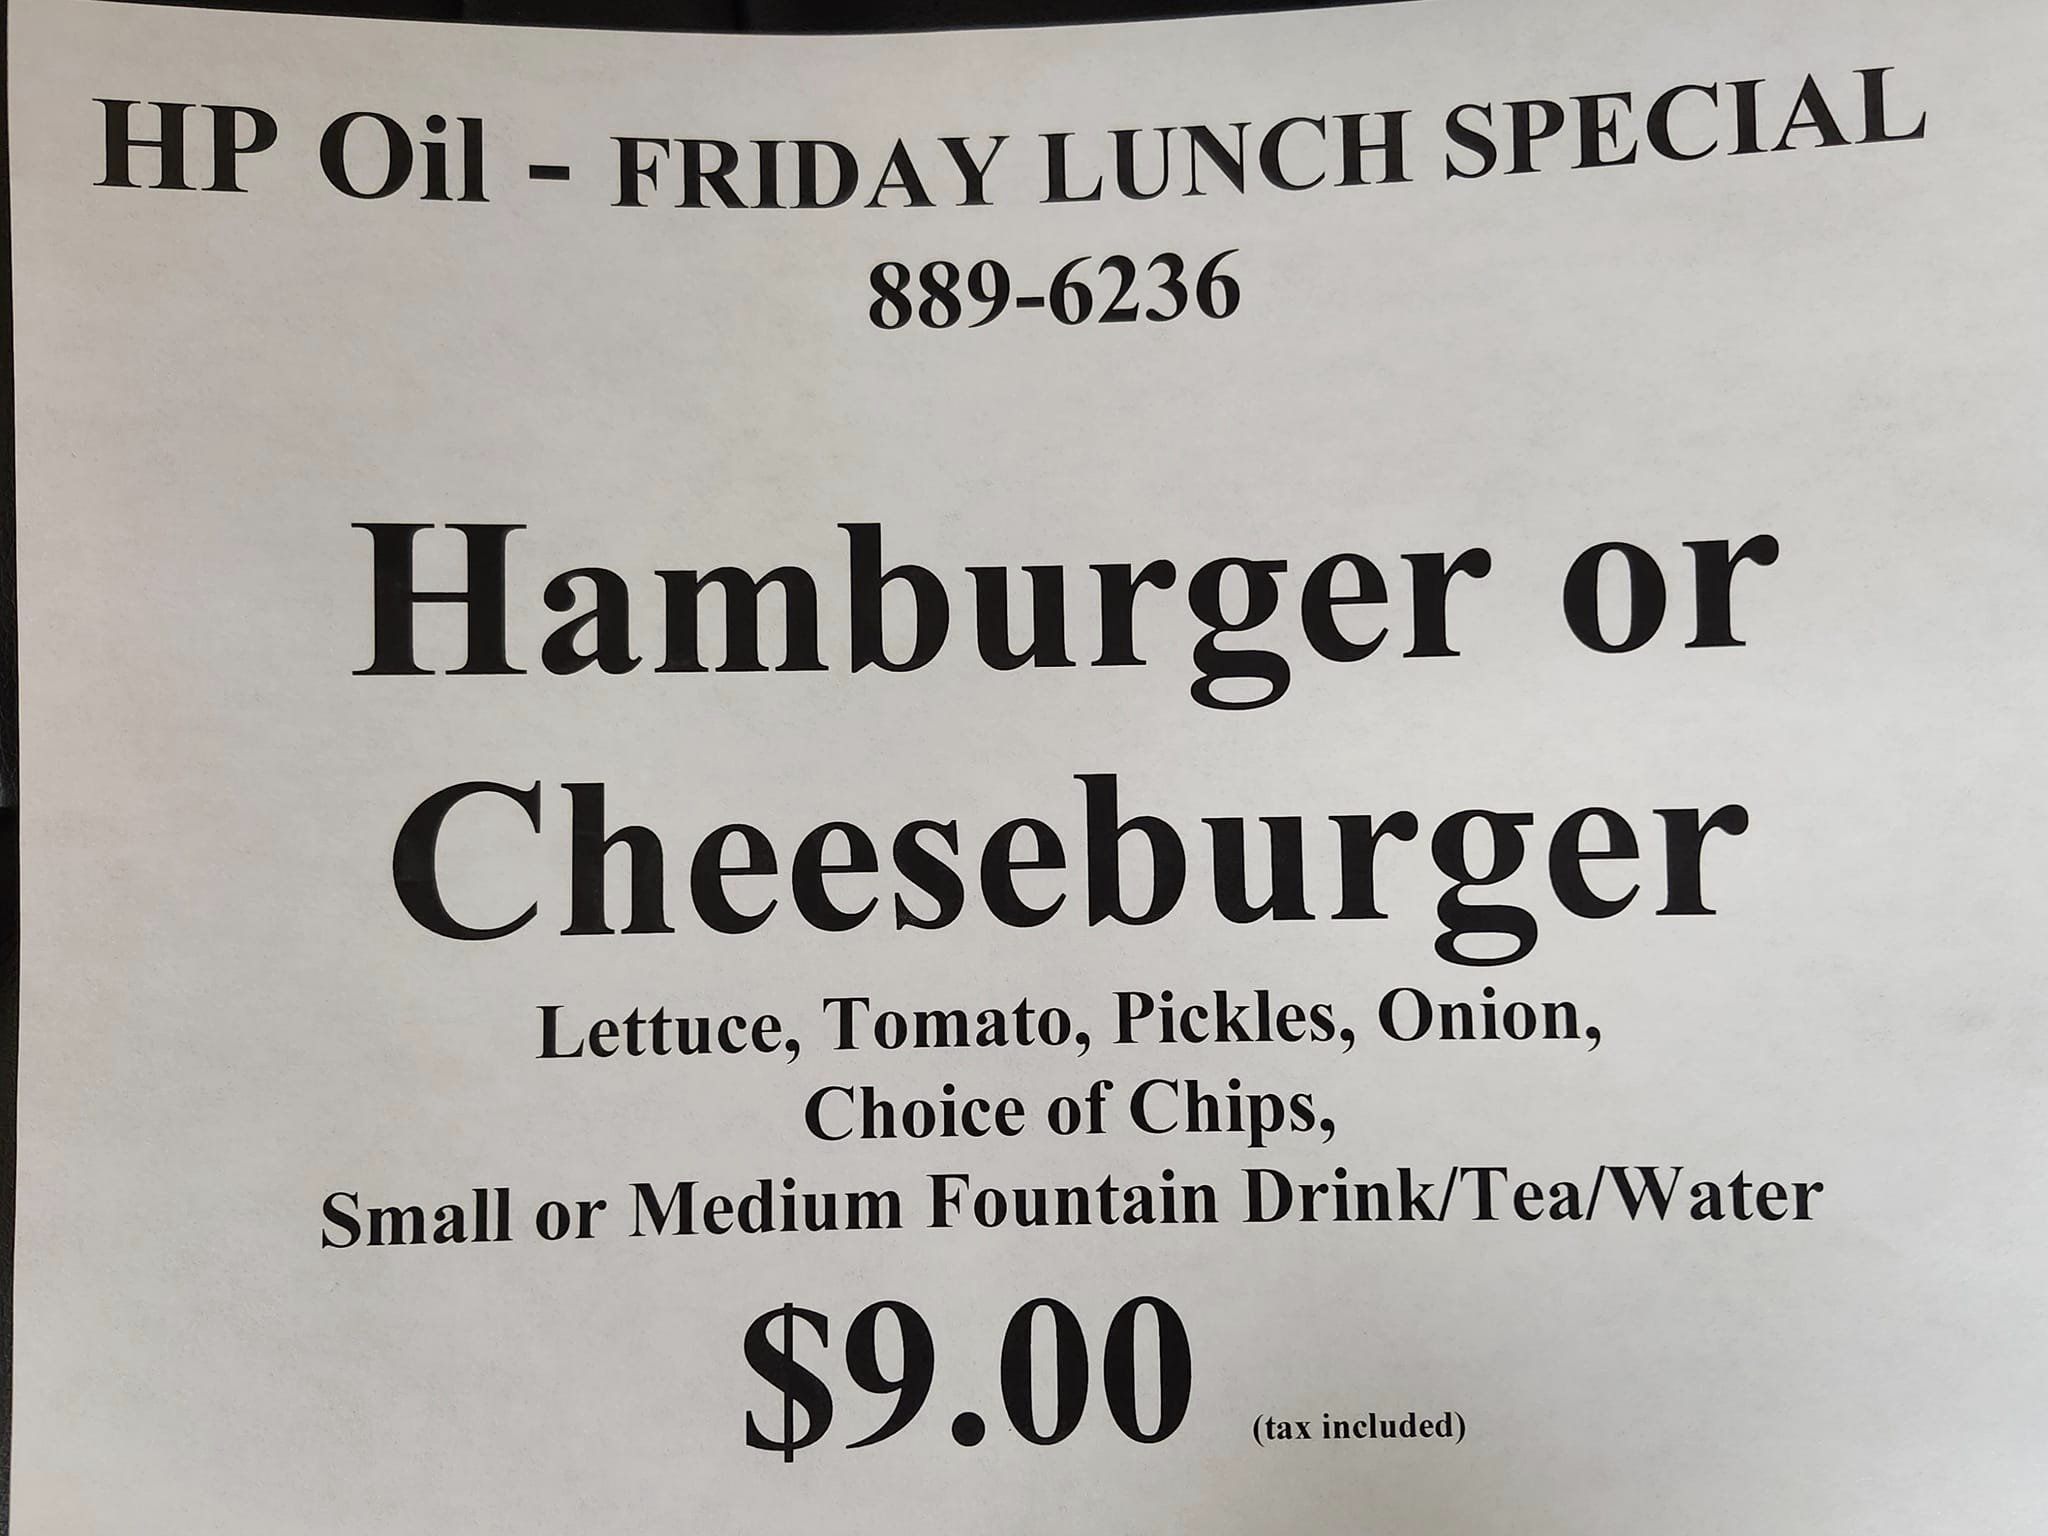 HP Oil - FRIDAY LUNCH SPECIAL
889-6236
Hamburger or
Cheeseburger
Lettuce, Tomato, Pickles, Onion,
Choice of Chips,
Small or Medium Fountain Drink/Tea/Water
$9.00 (tax included)